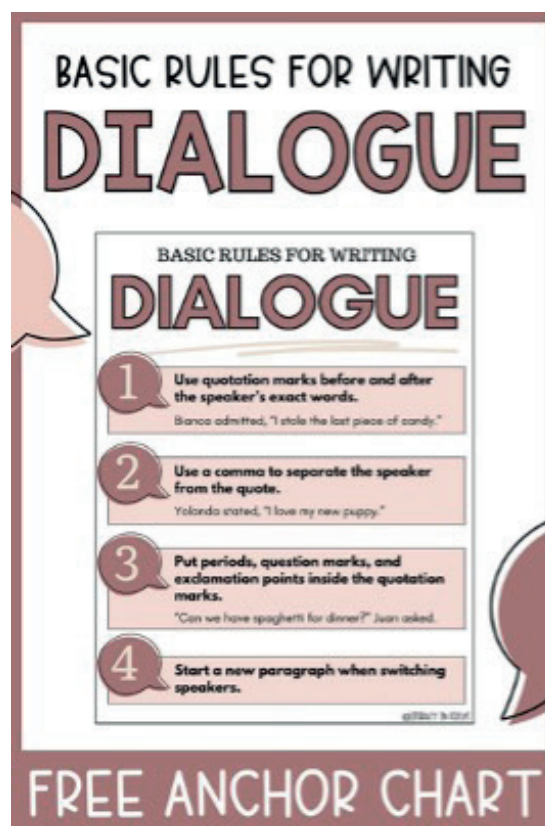 BASIC RULES FOR WRITING
DIALOGUE
BASIC RULES FOR WRITING
DIALOGUE
1
Use quotation marks before and after
the speaker's exact words.
Bianca admitted, "I stole the last piece of candy."
2
Use a comma to separate the speaker
from the quote.
Yolanda stated, "I love my new puppy."
3
Put periods, question marks, and
exclamation points inside the quotation
marks.
"Can we have spaghetti for dinner?" Juan asked.
4
Start a new paragraph when switching
speakers.
FREE ANCHOR CHART